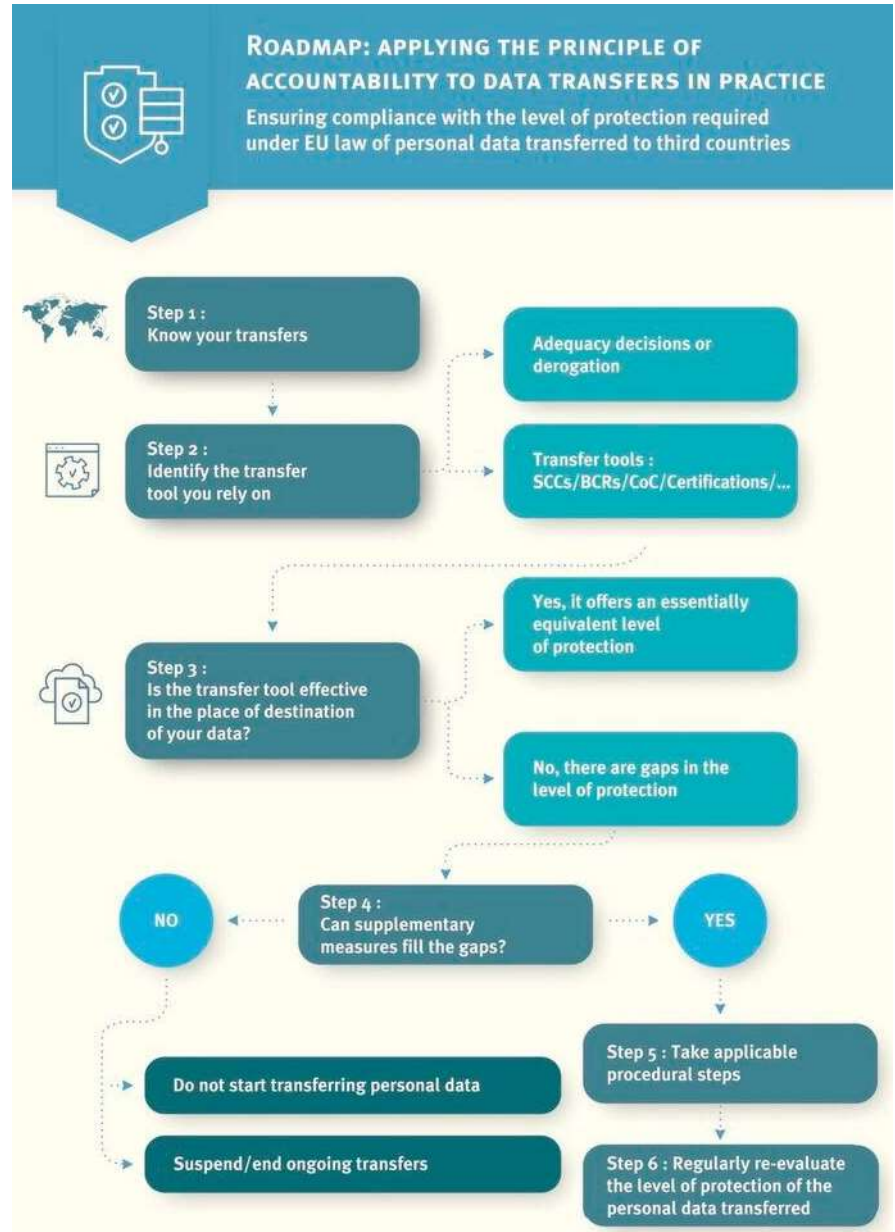 ROADMAP: APPLYING THE PRINCIPLE OF
ACCOUNTABILITY TO DATA TRANSFERS IN PRACTICE
Ensuring compliance with the level of protection required
under EU law of personal data transferred to third countries
Step 1 :
Know your transfers
Step 2 :
Identify the transfer
tool you rely on
Adequacy decisions or
derogation
Transfer tools :
SCCs/BCRs/CoC/Certifications/...
Step 3 :
Is the transfer tool effective
in the place of destination
of your data?
Yes, it offers an essentially
equivalent level
of protection
No, there are gaps in the
level of protection
Step 4 :
Can supplementary
measures fill the gaps?
NO
YES
Do not start transferring personal data
Suspend/end ongoing transfers
Step 5 : Take applicable
procedural steps
Step 6 : Regularly re-evaluate
the level of protection of the
personal data transferred